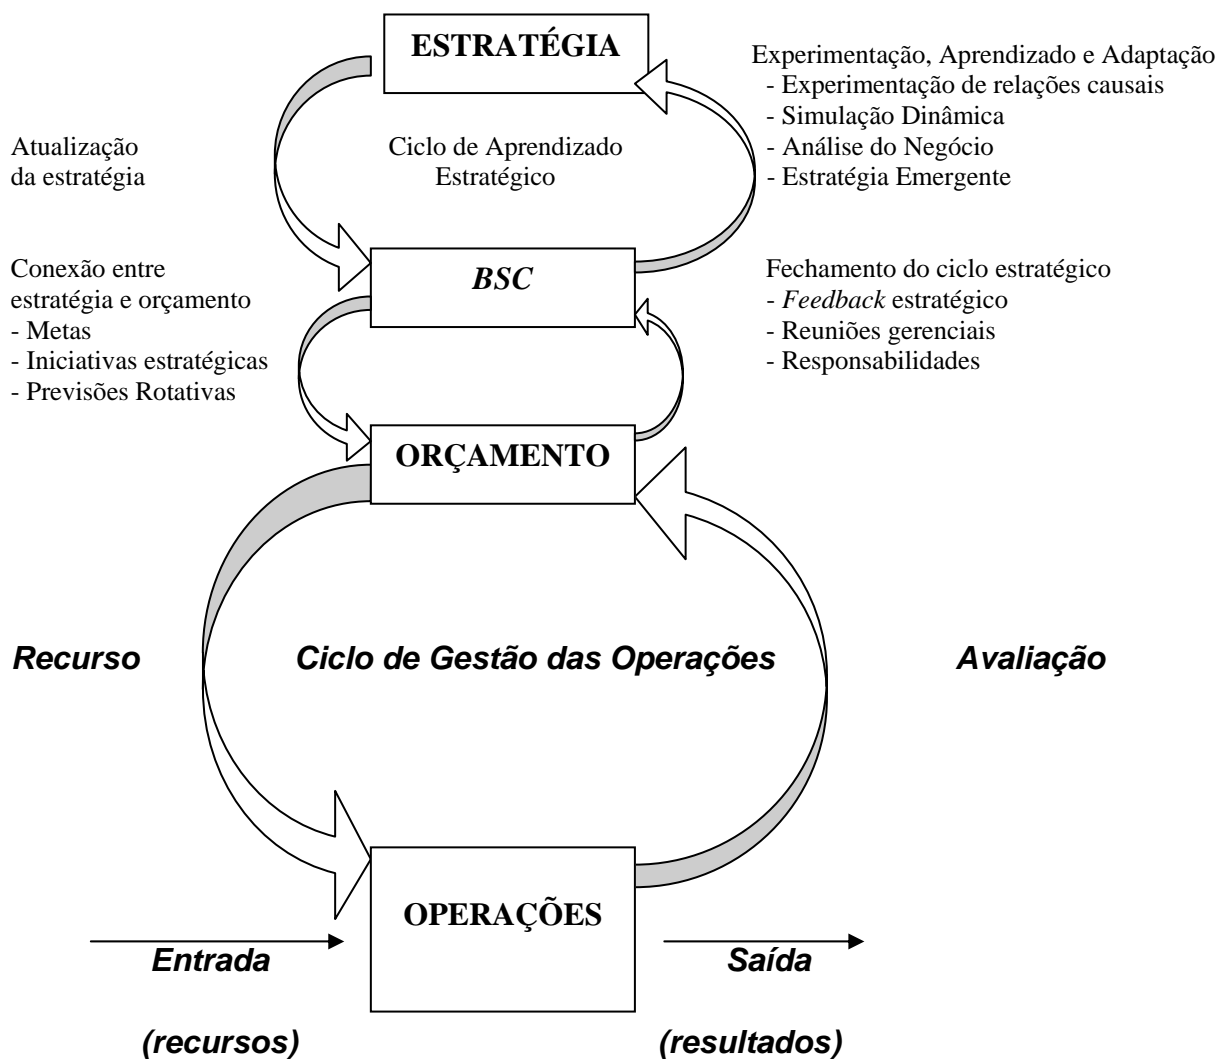 ESTRATÉGIA
Experimentação, Aprendizado e Adaptação
- Experimentação de relações causais
- Simulação Dinâmica
- Análise do Negócio
- Estratégia Emergente
Atualização
da estratégia
Ciclo de Aprendizado
Estratégico
Conexão entre
estratégia e orçamento
- Metas
- Iniciativas estratégicas
- Previsões Rotativas
BSC
Fechamento do ciclo estratégico
- Feedback estratégico
- Reuniões gerenciais
- Responsabilidades
ORÇAMENTO
Recurso
Ciclo de Gestão das Operações
Avaliação
OPERAÇÕES
Entrada
Saída
(recursos)
(resultados)